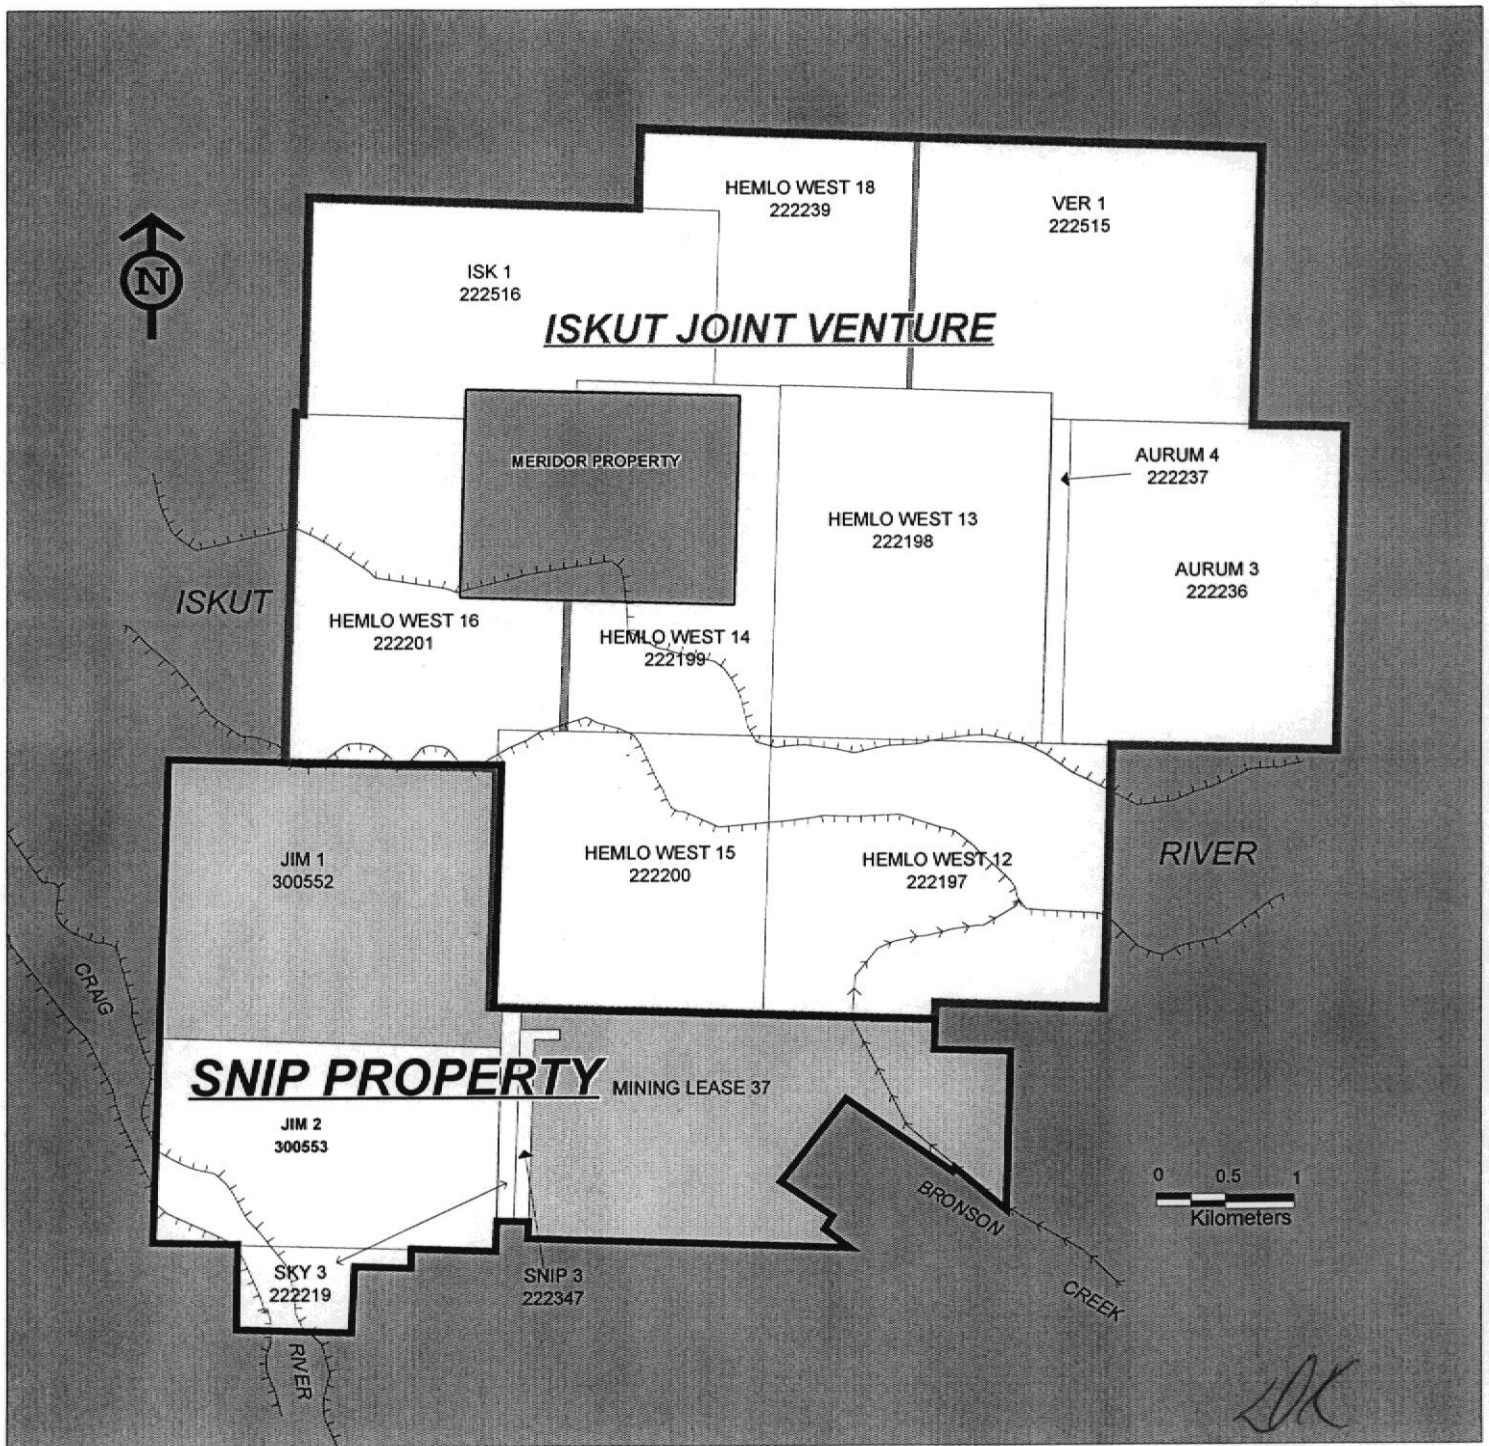 HEMLO WEST 18
222239
VER 1
222515
N
ISK 1
222516
ISKUT JOINT VENTURE
MERIDOR PROPERTY
AURUM 4
222237
HEMLO WEST 13
222198
AURUM 3
222236
ISKUT
HEMLO WEST 16
222201
HEMLO WEST 14
222199
JIM 1
300552
HEMLO WEST 15
222200
HEMLO WEST 12
222197
RIVER
CRAIG
SNIP PROPERTY
MINING LEASE 37
JIM 2
300553
BRONSON
0 0.5 1
Kilometers
SKY 3
222219
SNIP 3
222347
CREEK
RIVER